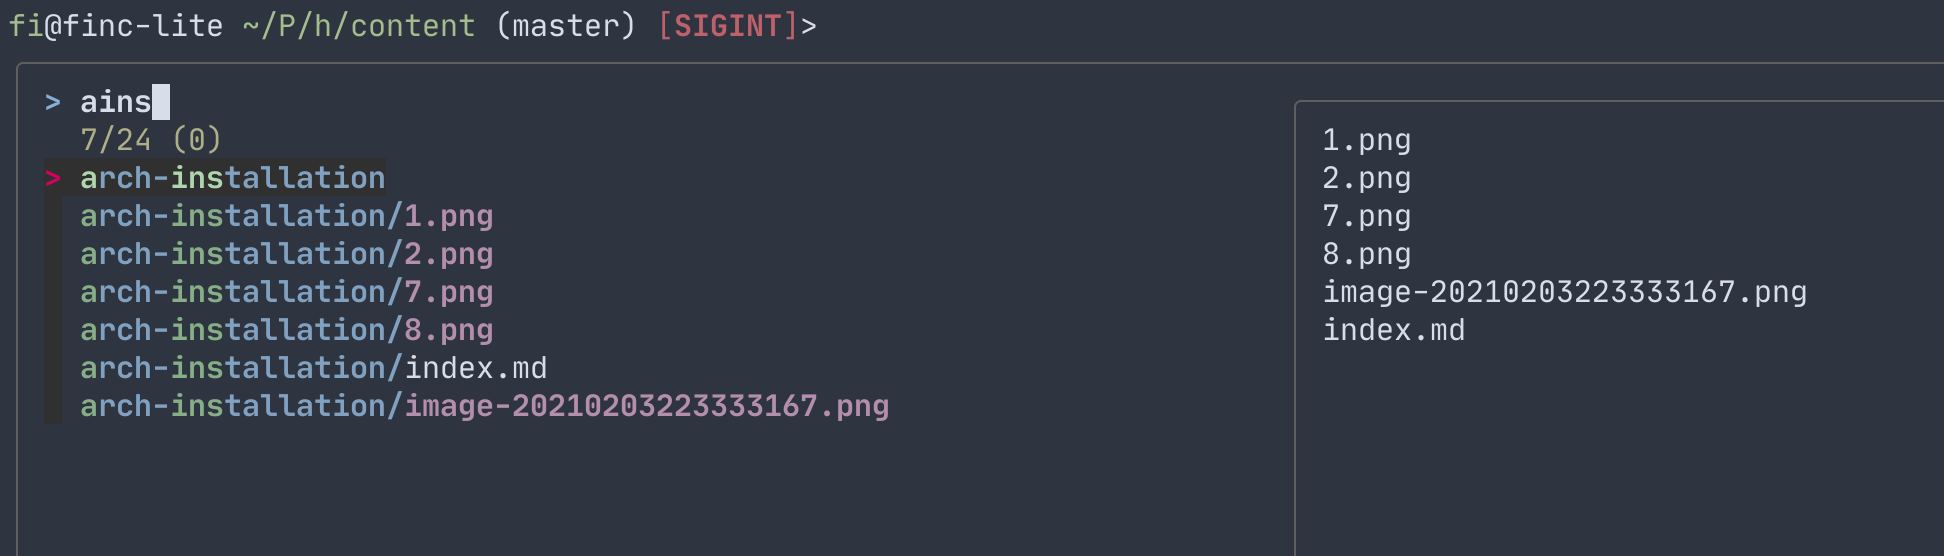 fi@finc-lite ~/P/h/content (master) [SIGINT]>
> ains
7/24 (0)
> arch-installation
arch-installation/1.png
arch-installation/2.png
arch-installation/7.png
arch-installation/8.png
arch-installation/index.md
arch-installation/image-20210203223333167.png
1.png
2.png
7.png
8.png
image-20210203223333167.png
index.md